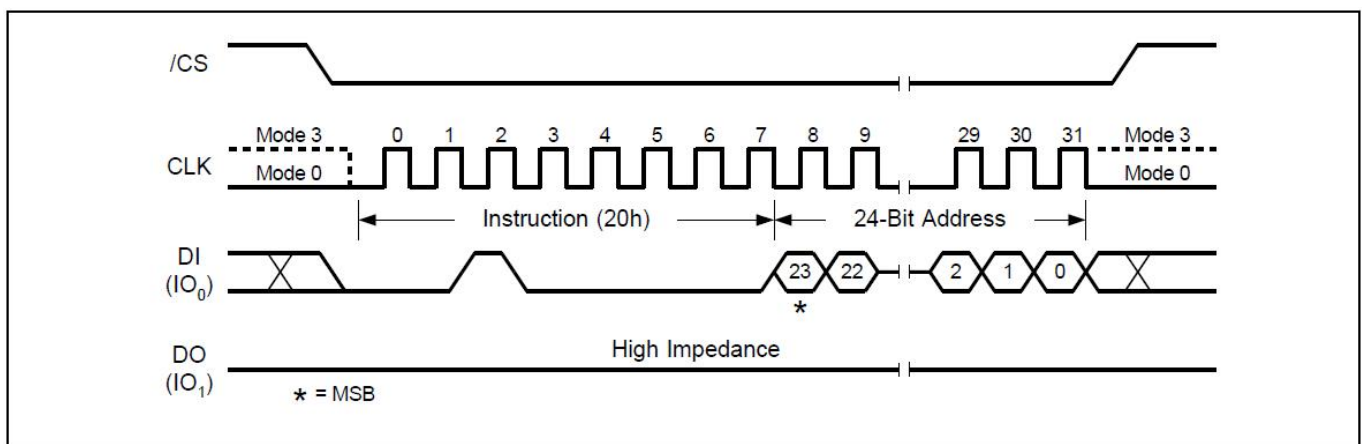 /CS
Mode 3 0 1 2 3 4 5 6 7 8 9 29 30 31 Mode 3
CLK
Mode 0 Mode 0
Instruction (20h) 24-Bit Address
DI
(IO0) 23 22 2 1 0
*
High Impedance
DO
(IO1)
* = MSB